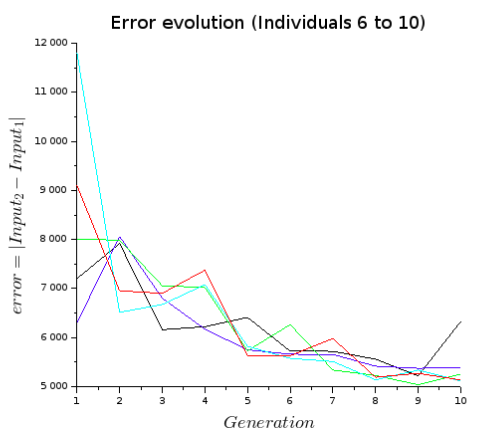 Error evolution (Individuals 6 to 10)
12 000
11 000
10 000
9 000
8 000
7 000
6 000
5 000
error = |Input₂ − Input₁|
1 2 3 4 5 6 7 8 9 10
Generation